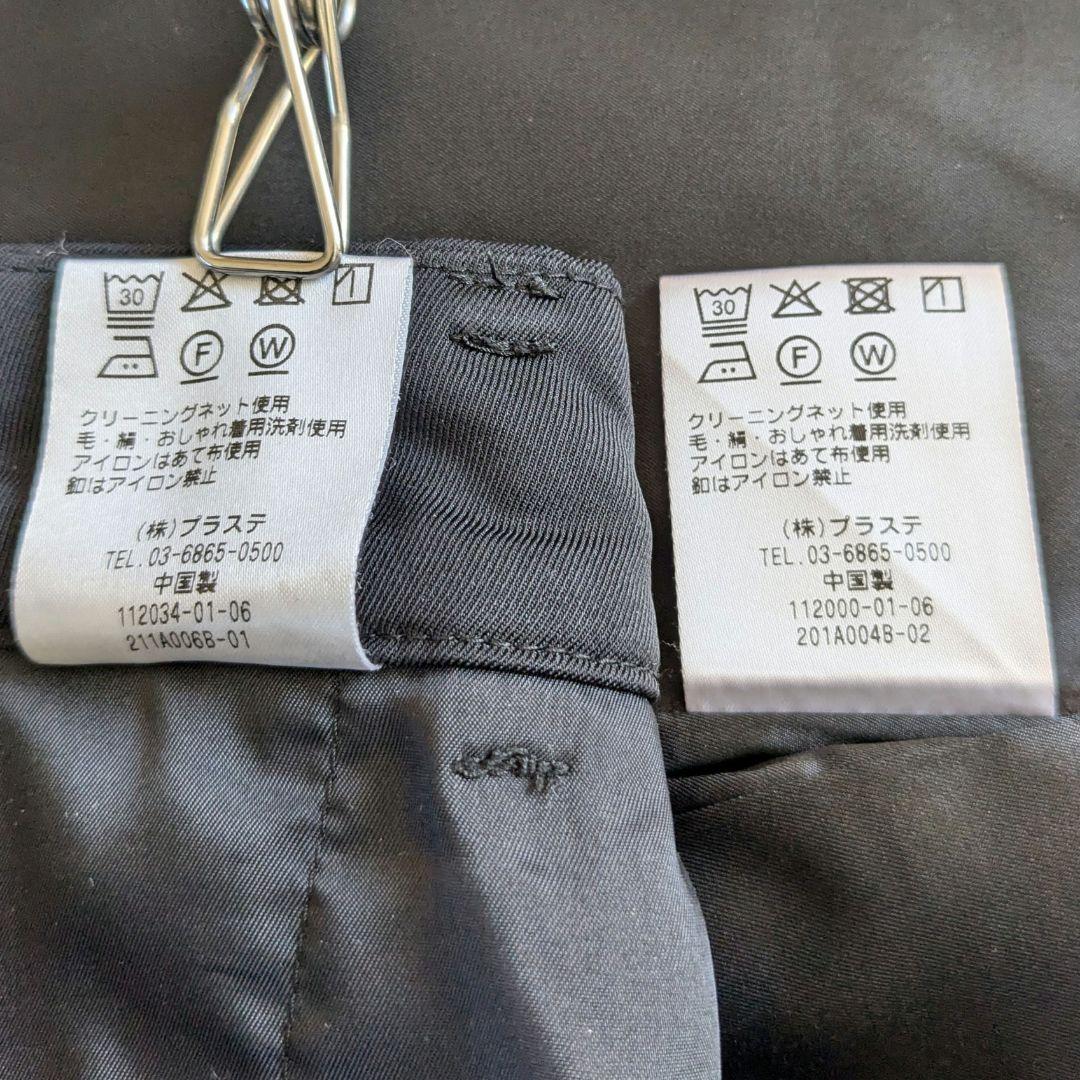 30
F W
クリーニングネット使用
毛・絹・おしゃれ着用洗剤使用
アイロンはあて布使用
釦はアイロン禁止
(株)プラステ
TEL.03-6865-0500
中国製
112034-01-06
211A006B-01
30
F W
クリーニングネット使用
毛・絹・おしゃれ着用洗剤使用
アイロンはあて布使用
釦はアイロン禁止
(株)プラステ
TEL.03-6865-0500
中国製
112000-01-06
201A004B-02